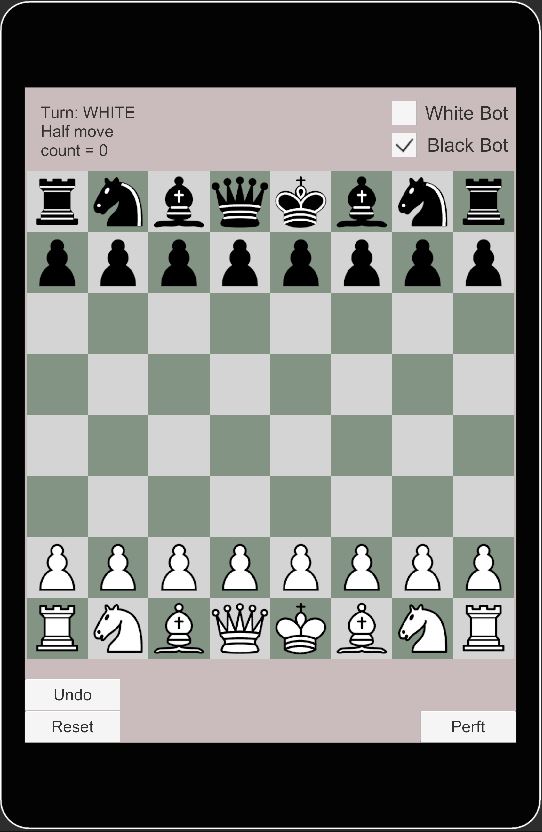 Turn: WHITE
Half move
count = 0
White Bot
Black Bot
Undo
Reset
Perft